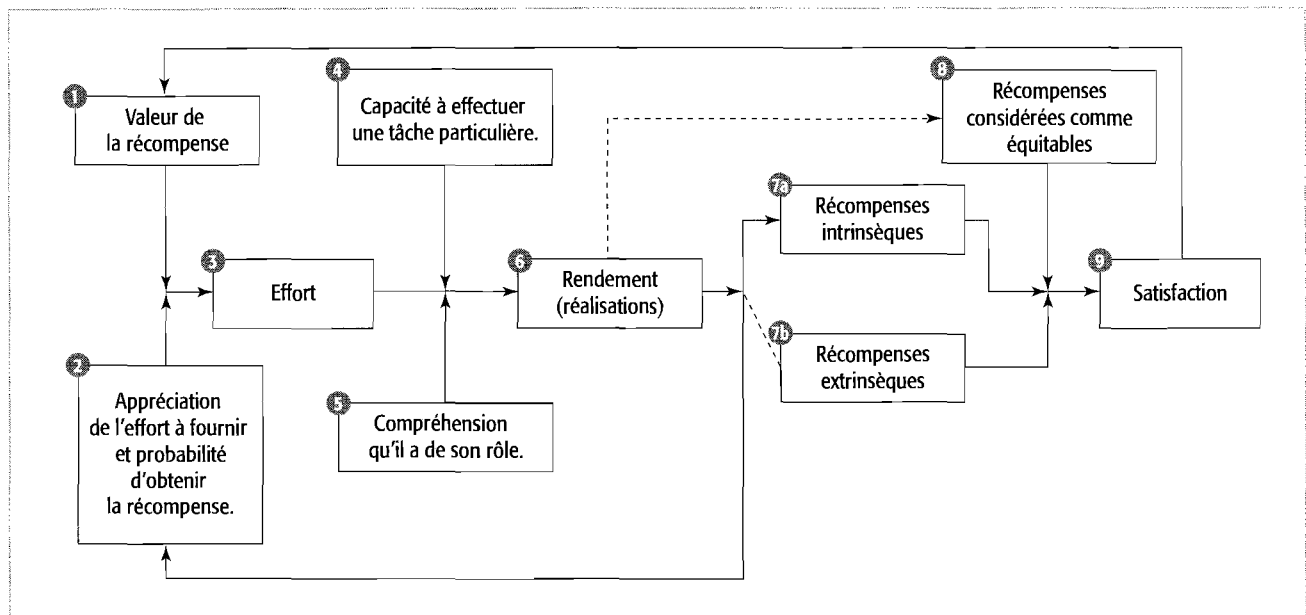 1
Valeur de
la récompense
2
Appréciation
de l'effort à fournir
et probabilité
d'obtenir
la récompense.
3
Effort
4
Capacité à effectuer
une tâche particulière.
5
Compréhension
qu'il a de son rôle.
6
Rendement
(réalisations)
7a
Récompenses
intrinsèques
7b
Récompenses
extrinsèques
8
Récompenses
considérées comme
équitables
9
Satisfaction